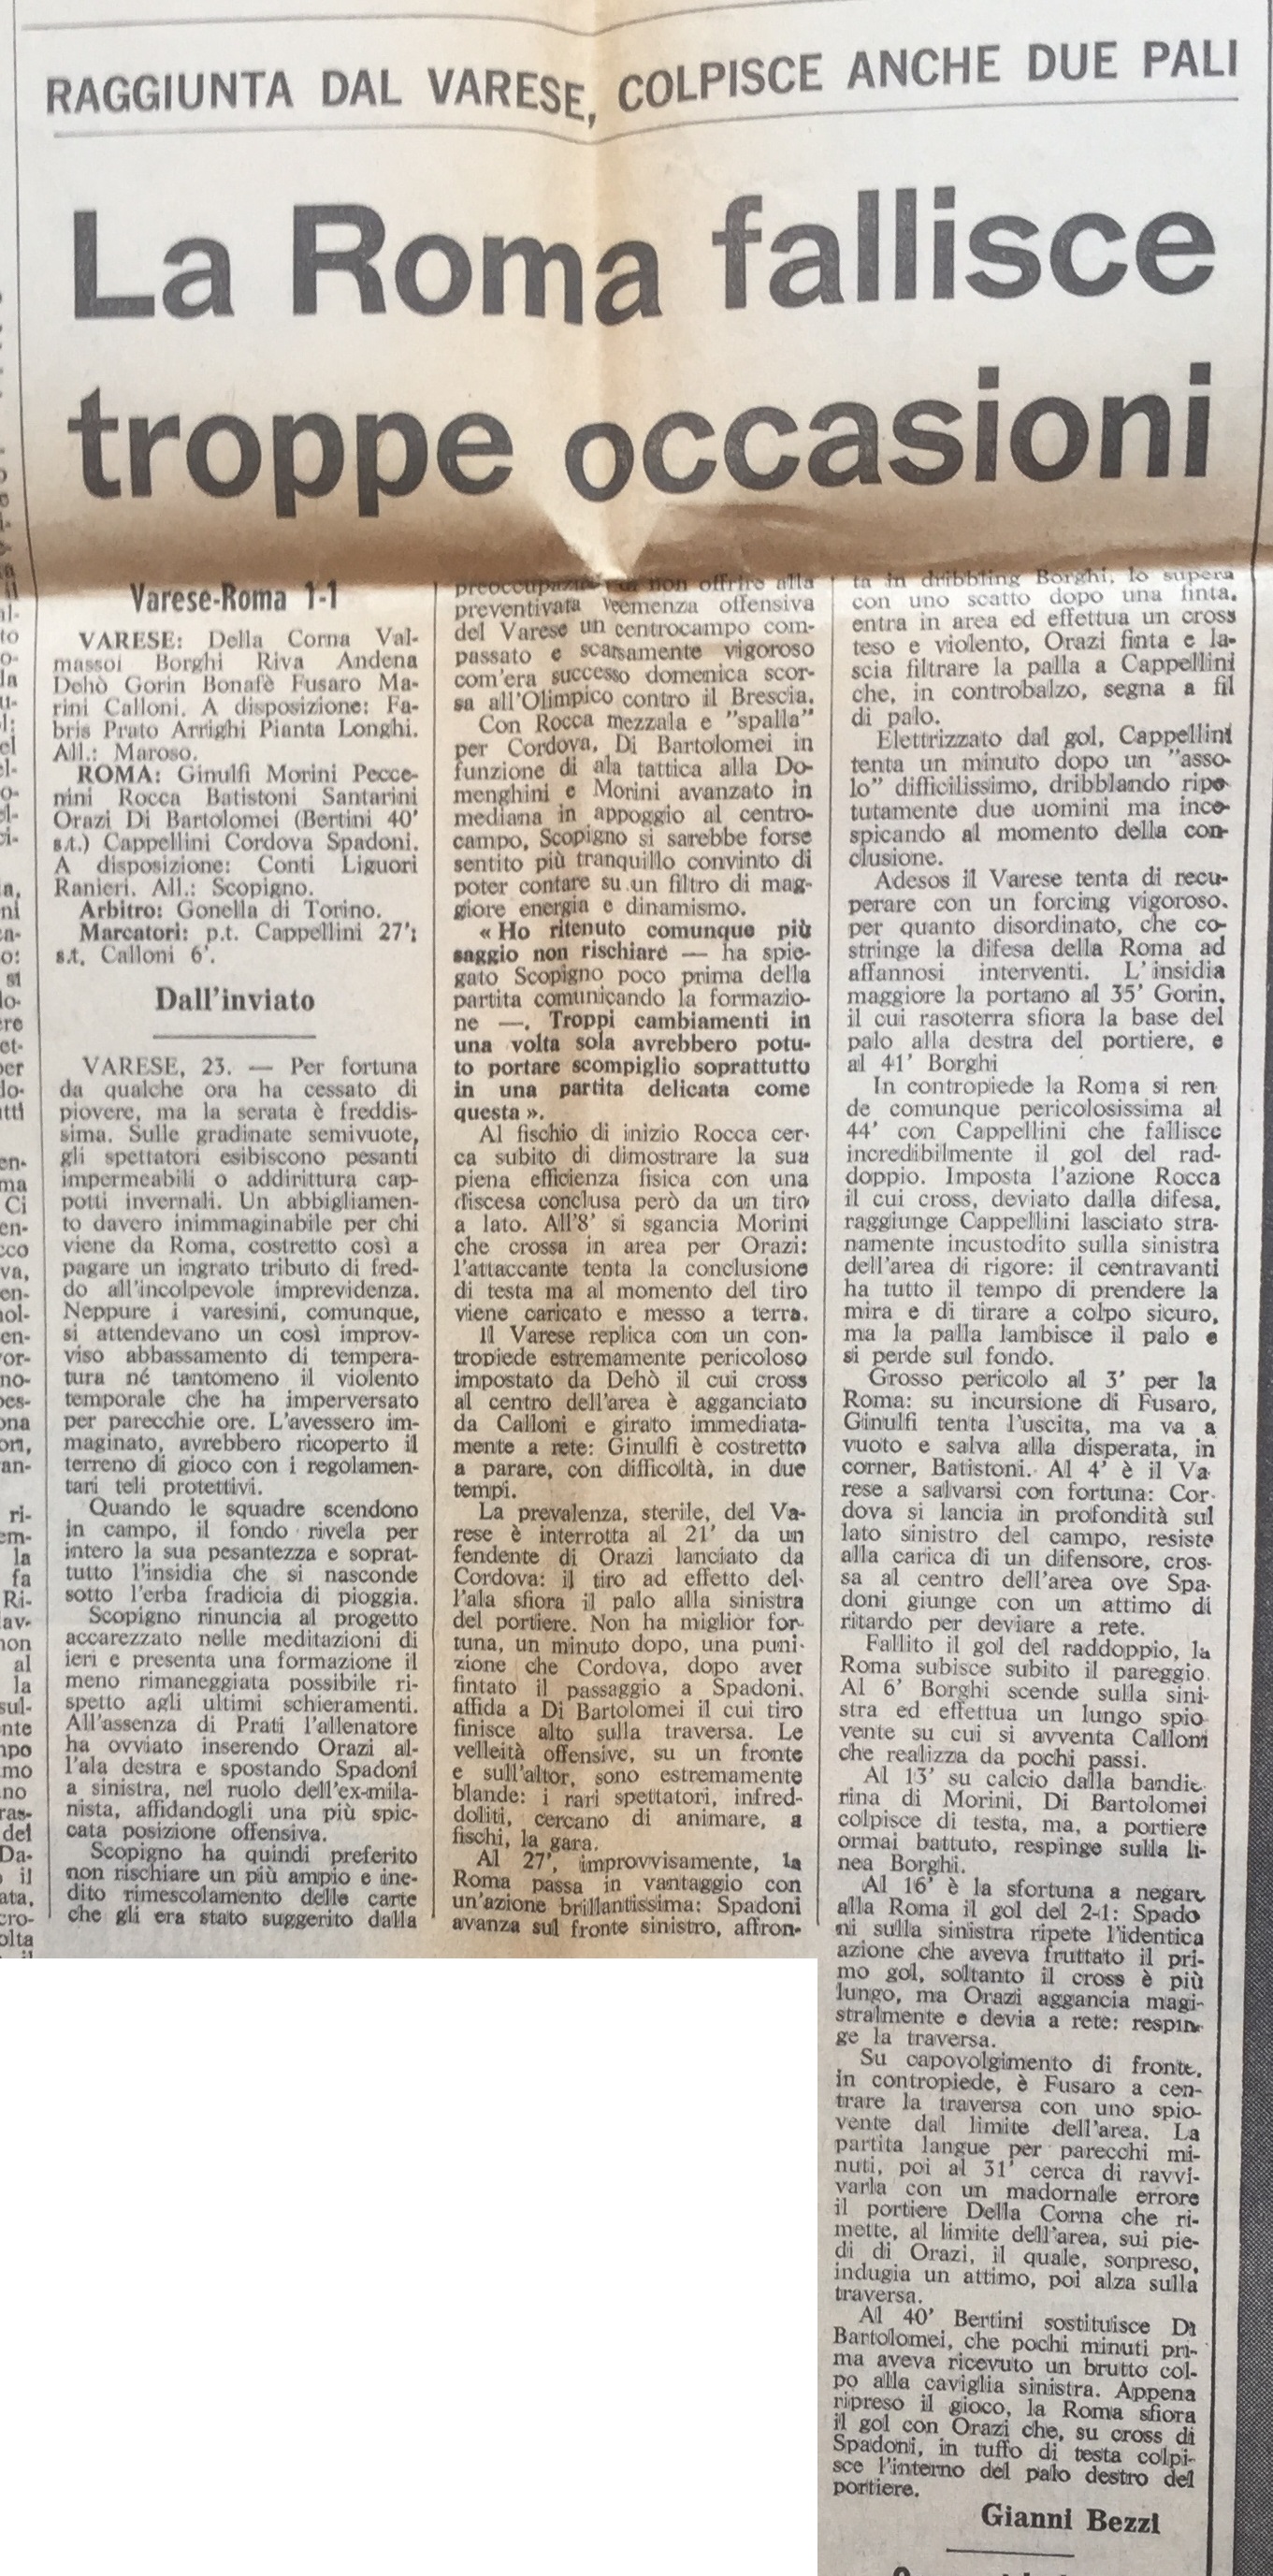 RAGGIUNTA DAL VARESE, COLPISCE ANCHE DUE PALI
La Roma fallisce
troppe occasioni
Varese-Roma 1-1
VARESE: Della Corna Val-
massoi Borghi Riva Andena
Dehò Gorin Bonafè Fusaro Ma-
rini Calloni. A disposizione: Fa-
bris Prato Arrighi Pianta Longhi.
All.: Maroso.
ROMA: Ginulfi Morini Pecce-
nini Rocca Batistoni Santarini
Orazi Di Bartolomei (Bertini 40'
s.t.) Cappellini Cordova Spadoni.
A disposizione: Conti Liguori
Ranieri. All.: Scopigno.
Arbitro: Gonella di Torino.
Marcatori: p.t. Cappellini 27';
s.t. Calloni 6'.
Dall'inviato
VARESE, 23. — Per fortuna
da qualche ora ha cessato di
piovere, ma la serata è freddis-
sima. Sulle gradinate semivuote,
gli spettatori esibiscono pesanti
impermeabili o addirittura cap-
potti invernali. Un abbigliamen-
to davero inimmaginabile per chi
viene da Roma, costretto così a
pagare un ingrato tributo di fred-
do all'incolpevole imprevidenza.
Neppure i varesini, comunque,
si attendevano un così improv-
viso abbassamento di tempera-
tura né tantomeno il violento
temporale che ha imperversato
per parecchie ore. L'avessero im-
maginato, avrebbero ricoperto il
terreno di gioco con i regolamen-
tari teli protettivi.
Quando le squadre scendono
in campo, il fondo rivela per
intero la sua pesantezza e soprat-
tutto l'insidia che si nasconde
sotto l'erba fradicia di pioggia.
Scopigno rinuncia al progetto
accarezzato nelle meditazioni di
ieri e presenta una formazione il
meno rimaneggiata possibile ri-
spetto agli ultimi schieramenti.
All'assenza di Prati l'allenatore
ha ovviato inserendo Orazi al-
l'ala destra e spostando Spadoni
a sinistra, nel ruolo dell'ex-mila-
nista, affidandogli una più spic-
cata posizione offensiva.
Scopigno ha quindi preferito
non rischiare un più ampio e ine-
dito rimescolamento delle carte
che gli era stato suggerito dalla
non offrire alla
preventivata veemenza offensiva
del Varese un centrocampo com-
passato e scarsamente vigoroso
com'era successo domenica scor-
sa all'Olimpico contro il Brescia.
Con Rocca mezzala e "spalla"
per Cordova, Di Bartolomei in
funzione di ala tattica alla Do-
menghini e Morini avanzato in
mediana in appoggio al centro-
campo, Scopigno si sarebbe forse
sentito più tranquillo convinto di
poter contare su un filtro di mag-
giore energia e dinamismo.
« Ho ritenuto comunque più
saggio non rischiare — ha spie-
gato Scopigno poco prima della
partita comunicando la formazio-
ne —. Troppi cambiamenti in
una volta sola avrebbero potu-
to portare scompiglio soprattutto
in una partita delicata come
questa ».
Al fischio di inizio Rocca cer-
ca subito di dimostrare la sua
piena efficienza fisica con una
discesa conclusa però da un tiro
a lato. All'8' si sgancia Morini
che crossa in area per Orazi:
l'attaccante tenta la conclusione
di testa ma al momento del tiro
viene caricato e messo a terra.
Il Varese replica con un con-
tropiede estremamente pericoloso
impostato da Dehò il cui cross
al centro dell'area è agganciato
da Calloni e girato immediata-
mente a rete: Ginulfi è costretto
a parare, con difficoltà, in due
tempi.
La prevalenza, sterile, del Va-
rese è interrotta al 21' da un
fendente di Orazi lanciato da
Cordova: il tiro ad effetto del-
l'ala sfiora il palo alla sinistra
del portiere. Non ha miglior for-
tuna, un minuto dopo, una puni-
zione che Cordova, dopo aver
fintato il passaggio a Spadoni,
affida a Di Bartolomei il cui tiro
finisce alto sulla traversa. Le
velleità offensive, su un fronte
e sull'altor, sono estremamente
blande: i rari spettatori, infred-
doliti, cercano di animare, a
fischi, la gara.
Al 27', improvvisamente, la
Roma passa in vantaggio con
un'azione brillantissima: Spadoni
avanza sul fronte sinistro, affron-
ta in dribbling Borghi, lo supera
con uno scatto dopo una finta,
entra in area ed effettua un cross
teso e violento, Orazi finta e la-
scia filtrare la palla a Cappellini
che, in controbalzo, segna a fil
di palo.
Elettrizzato dal gol, Cappellini
tenta un minuto dopo un "asso-
lo" difficilissimo, dribblando ripe-
tutamente due uomini ma ince-
spicando al momento della con-
clusione.
Adesos il Varese tenta di recu-
perare con un forcing vigoroso,
per quanto disordinato, che co-
stringe la difesa della Roma ad
affannosi interventi. L'insidia
maggiore la portano al 35' Gorin,
il cui rasoterra sfiora la base del
palo alla destra del portiere, e
al 41' Borghi
In contropiede la Roma si ren
de comunque pericolosissima al
44' con Cappellini che fallisce
incredibilmente il gol del rad-
doppio. Imposta l'azione Rocca
il cui cross, deviato dalla difesa,
raggiunge Cappellini lasciato stra-
namente incustodito sulla sinistra
dell'area di rigore: il centravanti
ha tutto il tempo di prendere la
mira e di tirare a colpo sicuro,
ma la palla lambisce il palo e
si perde sul fondo.
Grosso pericolo al 3' per la
Roma: su incursione di Fusaro,
Ginulfi tenta l'uscita, ma va a
vuoto e salva alla disperata, in
corner, Batistoni. Al 4' è il Va
rese a salvarsi con fortuna: Cor-
dova si lancia in profondità sul
lato sinistro del campo, resiste
alla carica di un difensore, cros-
sa al centro dell'area ove Spa-
doni giunge con un attimo di
ritardo per deviare a rete.
Fallito il gol del raddoppio, la
Roma subisce subito il pareggio.
Al 6' Borghi scende sulla sini-
stra ed effettua un lungo spio
vente su cui si avventa Calloni
che realizza da pochi passi.
Al 13' su calcio dalla bandie-
rina di Morini, Di Bartolomei
colpisce di testa, ma, a portiere
ormai battuto, respinge sulla li-
nea Borghi.
Al 16' è la sfortuna a negare
alla Roma il gol del 2-1: Spado
ni sulla sinistra ripete l'identica
azione che aveva fruttato il pri-
mo gol, soltanto il cross è più
lungo, ma Orazi aggancia magi-
stralmente e devia a rete: respin-
ge la traversa.
Su capovolgimento di fronte,
in contropiede, è Fusaro a cen-
trare la traversa con uno spio-
vente dal limite dell'area. La
partita langue per parecchi mi-
nuti, poi al 31' cerca di ravvi-
varla con un madornale errore
il portiere Della Corna che ri-
mette, al limite dell'area, sui pie-
di di Orazi, il quale, sorpreso,
indugia un attimo, poi alza sulla
traversa.
Al 40' Bertini sostituisce Di
Bartolomei, che pochi minuti pri-
ma aveva ricevuto un brutto col-
po alla caviglia sinistra. Appena
ripreso il gioco, la Roma sfiora
il gol con Orazi che, su cross di
Spadoni, in tuffo di testa colpi-
sce l'interno del palo destro del
portiere.
Gianni Bezzi